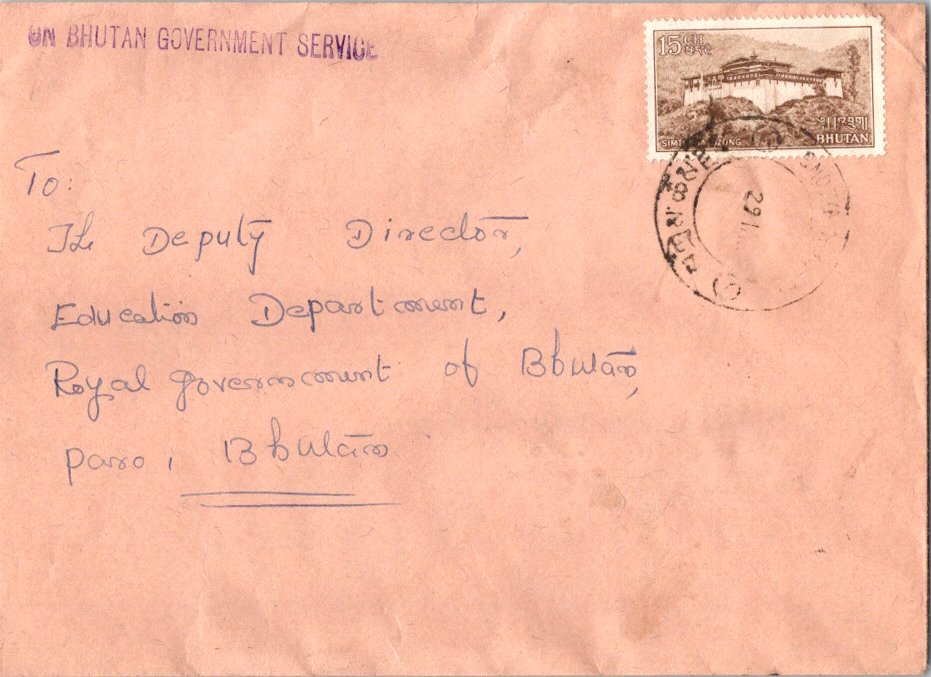 ON BHUTAN GOVERNMENT SERVICE
15 CH
BHUTAN
To:
The Deputy Director,
Education Department,
Royal government of Bhutan,
paro, Bhutan